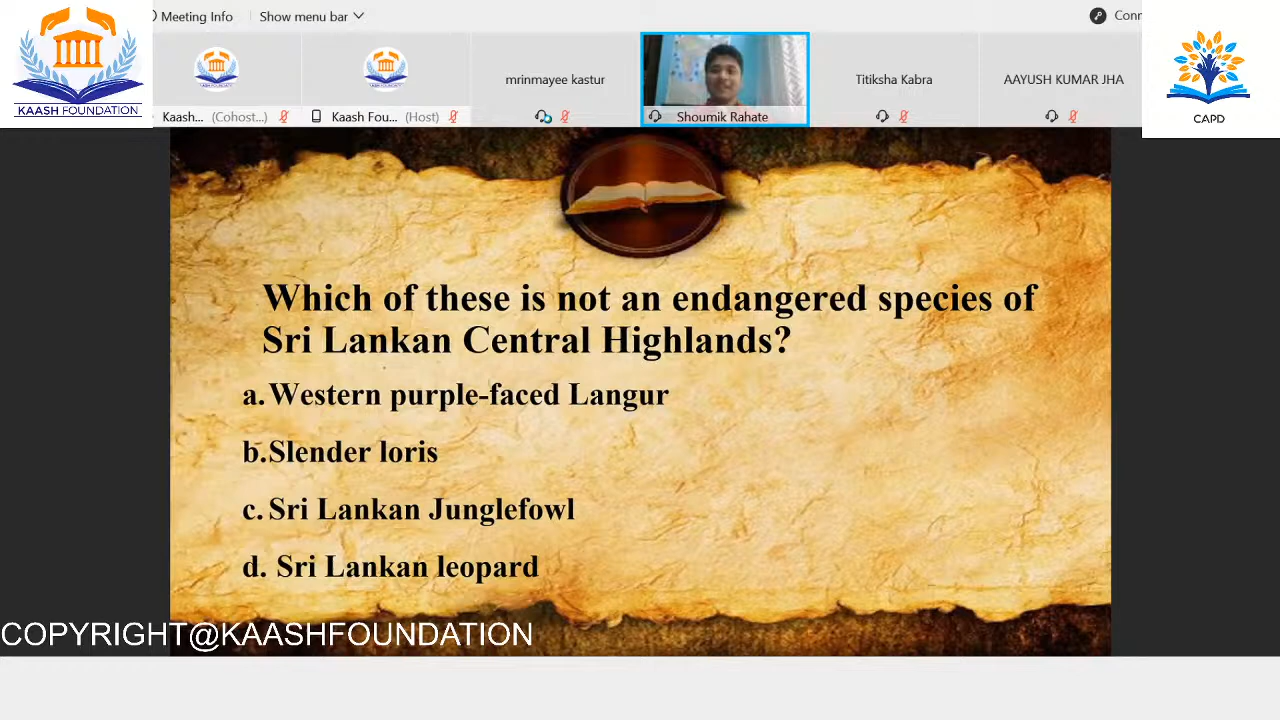 Meeting Info
Show menu bar
Conn
KAASH FOUNDATION
CAPD
Kaash... (Cohost...)
Kaash Fou... (Host)
mrinmayee kastur
Shoumik Rahate
Titiksha Kabra
AAYUSH KUMAR JHA
Which of these is not an endangered species of
Sri Lankan Central Highlands?
a. Western purple-faced Langur
b. Slender loris
c. Sri Lankan Junglefowl
d. Sri Lankan leopard
COPYRIGHT@KAASHFOUNDATION